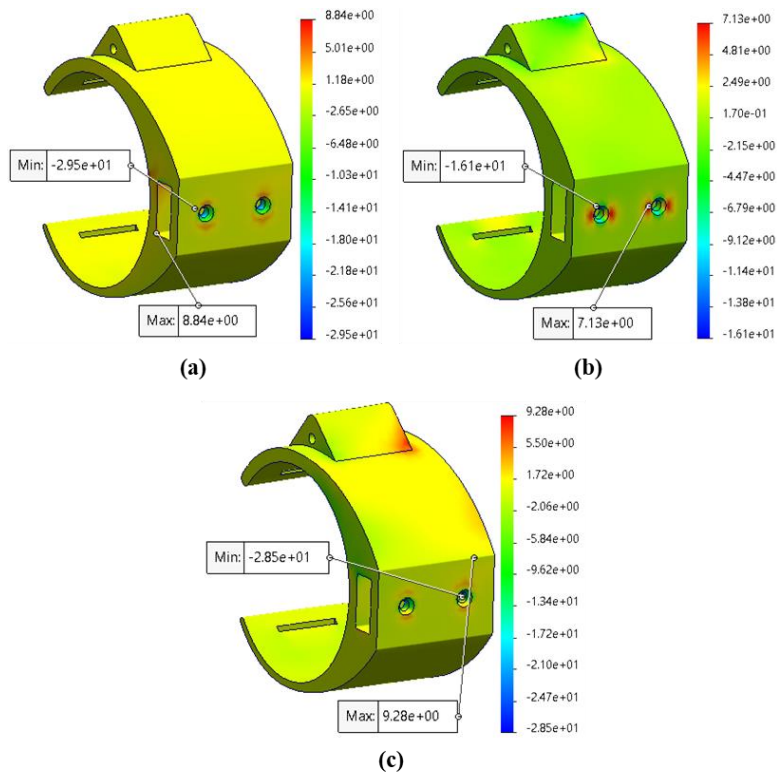 8.84e+00
5.01e+00
1.18e+00
-2.65e+00
-6.48e+00
-1.03e+01
-1.41e+01
-1.80e+01
-2.18e+01
-2.56e+01
-2.95e+01
Min: -2.95e+01
Max: 8.84e+00
(a)
7.13e+00
4.81e+00
2.49e+00
1.70e-01
-2.15e+00
-4.47e+00
-6.79e+00
-9.12e+00
-1.14e+01
-1.38e+01
-1.61e+01
Min: -1.61e+01
Max: 7.13e+00
(b)
9.28e+00
5.50e+00
1.72e+00
-2.06e+00
-5.84e+00
-9.62e+00
-1.34e+01
-1.72e+01
-2.10e+01
-2.47e+01
-2.85e+01
Min: -2.85e+01
Max: 9.28e+00
(c)